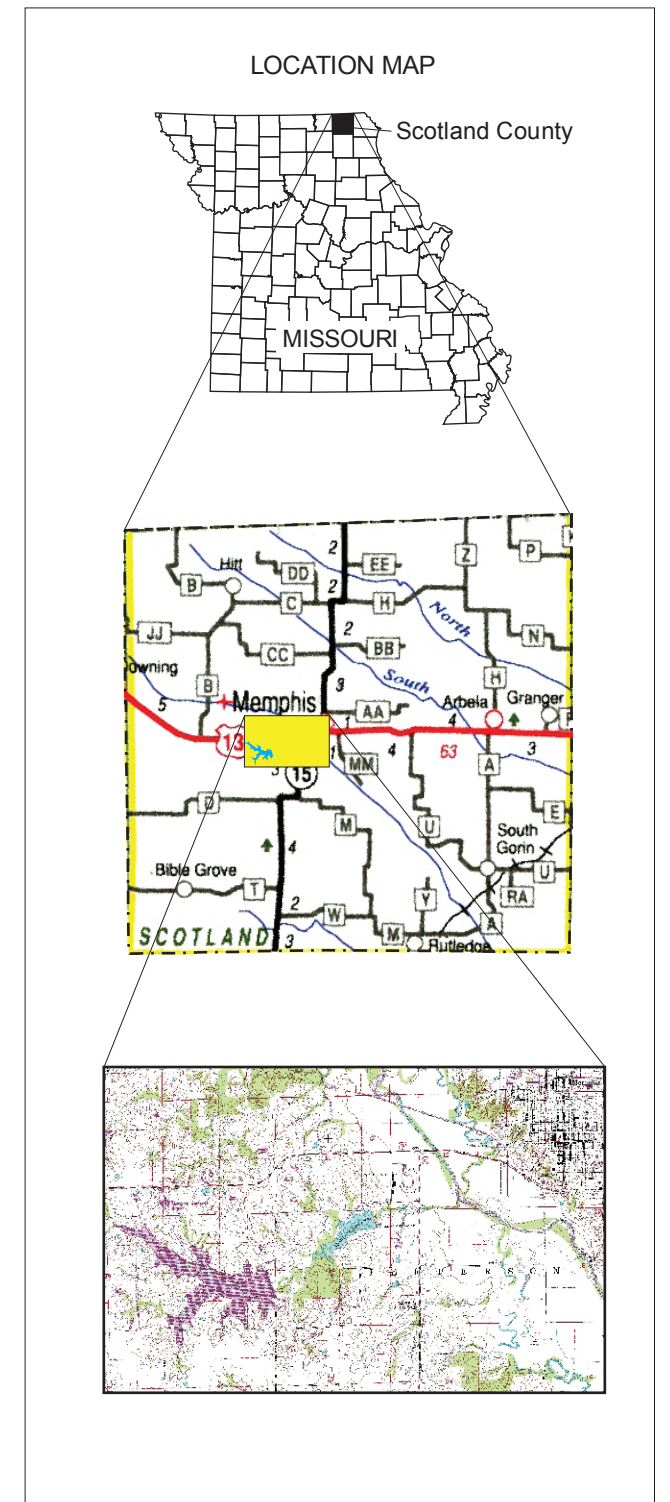 LOCATION MAP
Scotland County
MISSOURI
2
EE
P
Z
Hitt
DD
B
2
C
H
North
2
N
JJ
CC
BB
South
owning
3
H
B
Arbela
Granger
5
Memphis
AA
4
1
13
4
63
3
1
MM
A
15
D
M
U
E
South
Gorin
4
Bible Grove
U
T
Y
RA
2
W
A
M
SCOTLAND
3
Rutledge
J E F F E R S O N